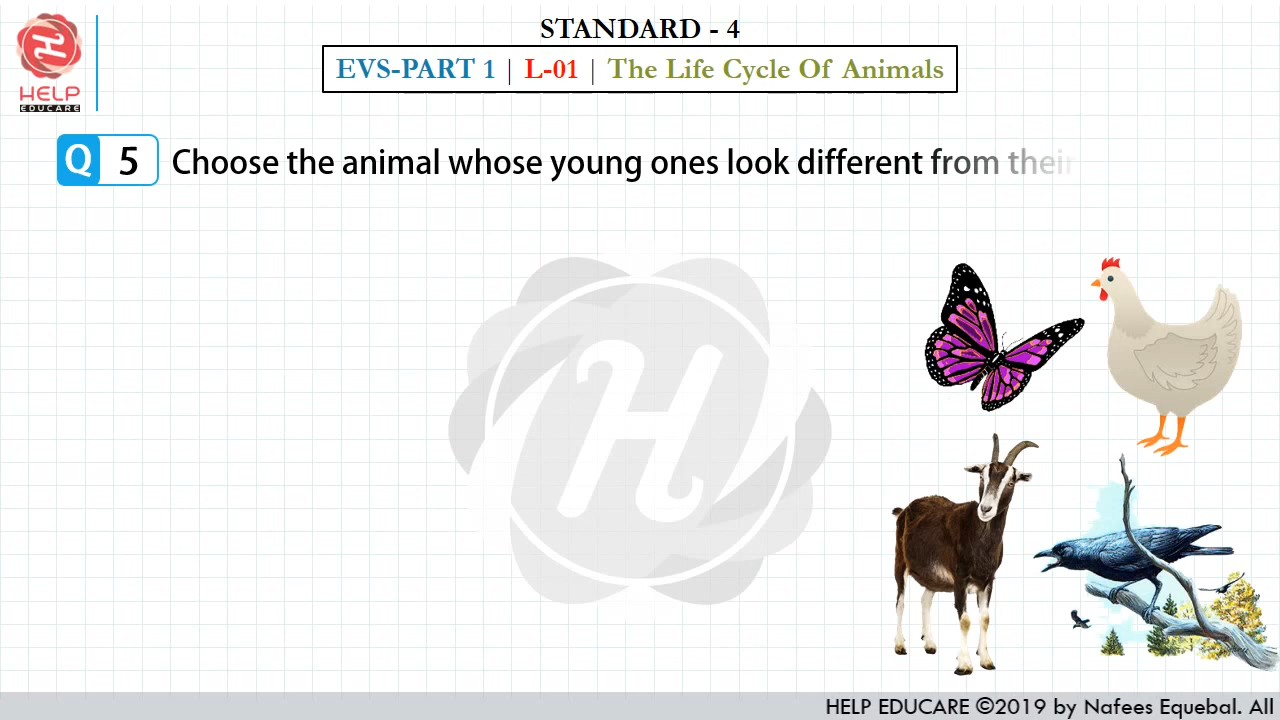 STANDARD - 4
EVS-PART 1 | L-01 | The Life Cycle Of Animals
HELP
EDUCARE
Q 5 Choose the animal whose young ones look different from their
HELP EDUCARE ©2019 by Nafees Equebal. All